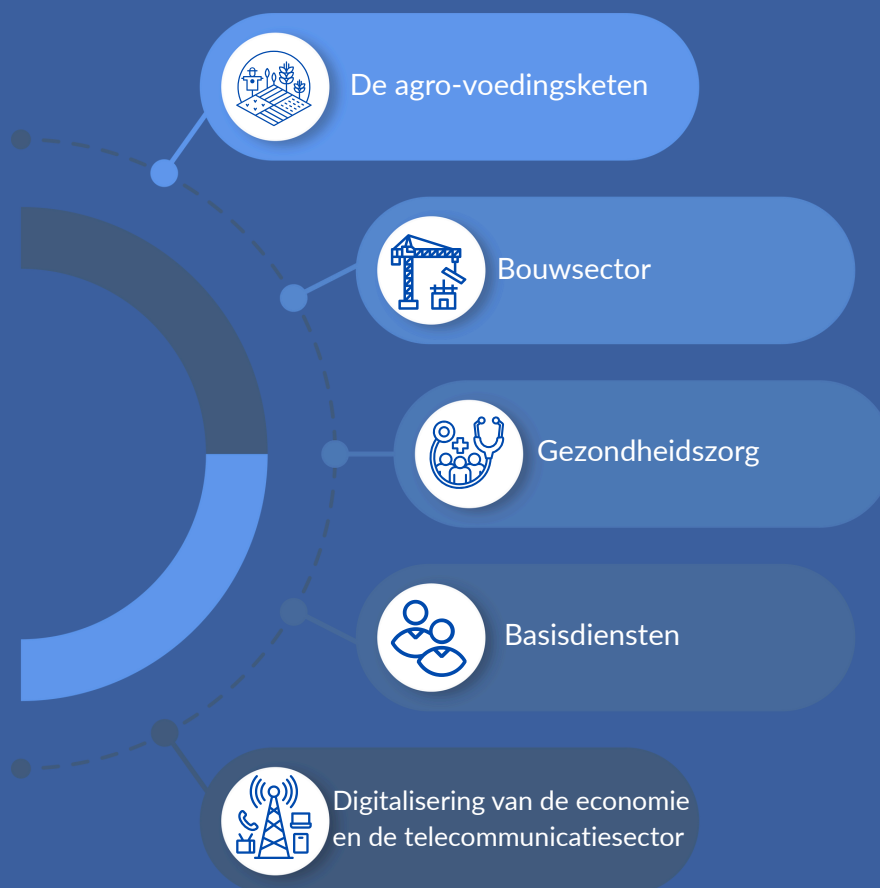 De agro-voedingsketen
Bouwsector
Gezondheidszorg
Basisdiensten
Digitalisering van de economie
en de telecommunicatiesector